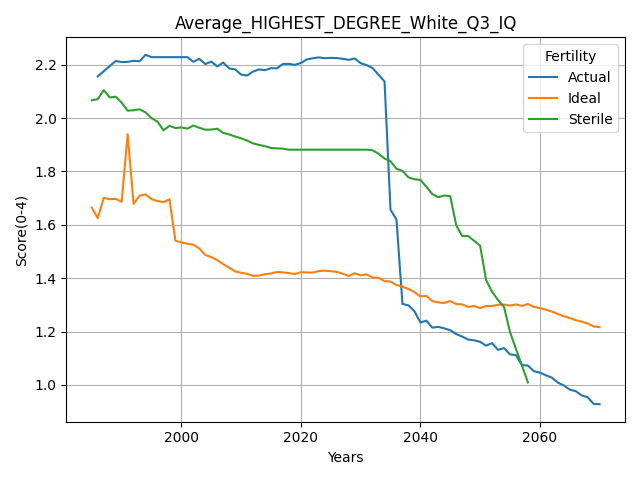 Average_HIGHEST_DEGREE_White_Q3_IQ
Fertility
Actual
Ideal
Sterile
Score(0-4)
2.2
2.0
1.8
1.6
1.4
1.2
1.0
2000
2020
2040
2060
Years